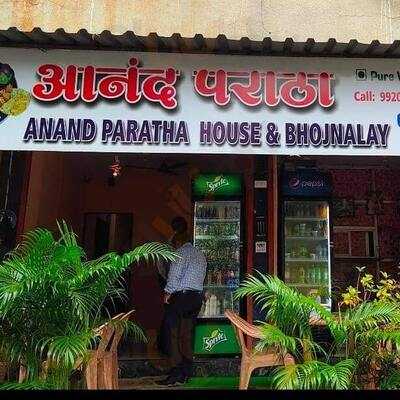 आनंद पराठा
Pure
Call: 9920
ANAND PARATHA HOUSE & BHOJNALAY
Sprite
pepsi
Sprite